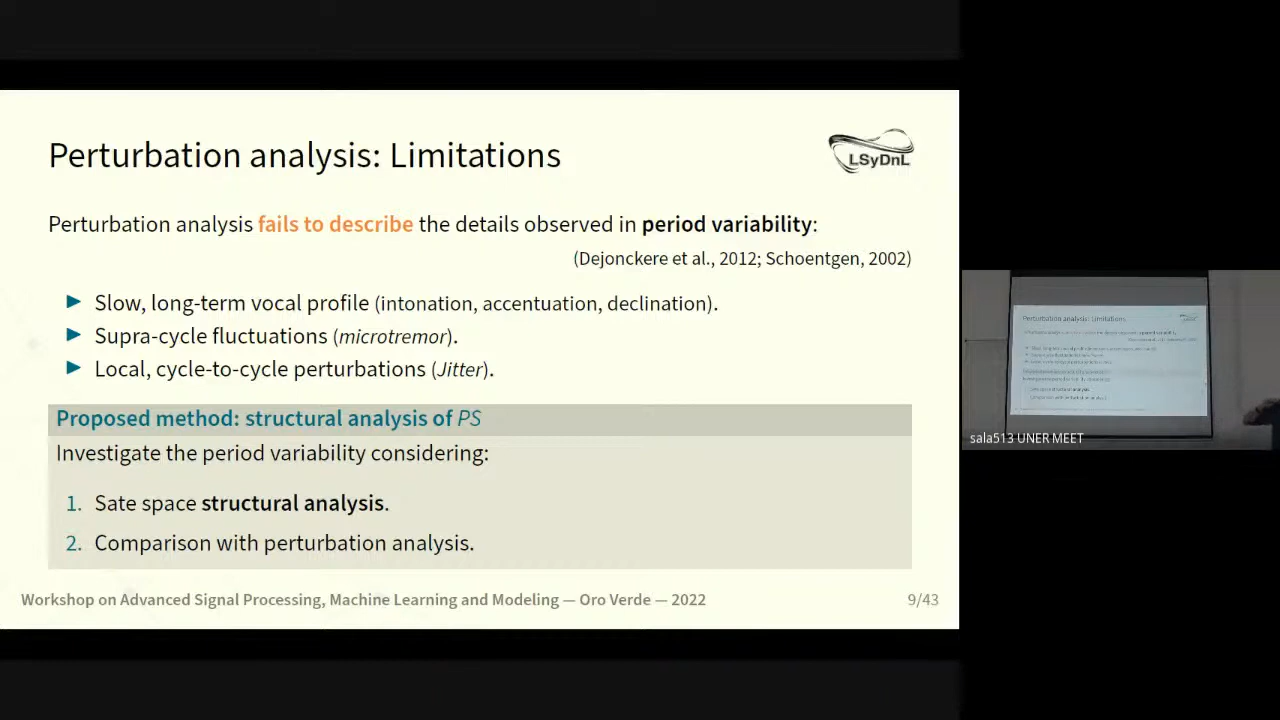 Perturbation analysis: Limitations
LSyDnL
Perturbation analysis fails to describe the details observed in period variability:
(Dejonckere et al., 2012; Schoentgen, 2002)
Slow, long-term vocal profile (intonation, accentuation, declination).
Supra-cycle fluctuations (microtremor).
Local, cycle-to-cycle perturbations (Jitter).
Proposed method: structural analysis of PS
Investigate the period variability considering:
1. Sate space structural analysis.
2. Comparison with perturbation analysis.
Workshop on Advanced Signal Processing, Machine Learning and Modeling — Oro Verde — 2022
9/43
Perturbation analysis: Limitations
sala513 UNER MEET